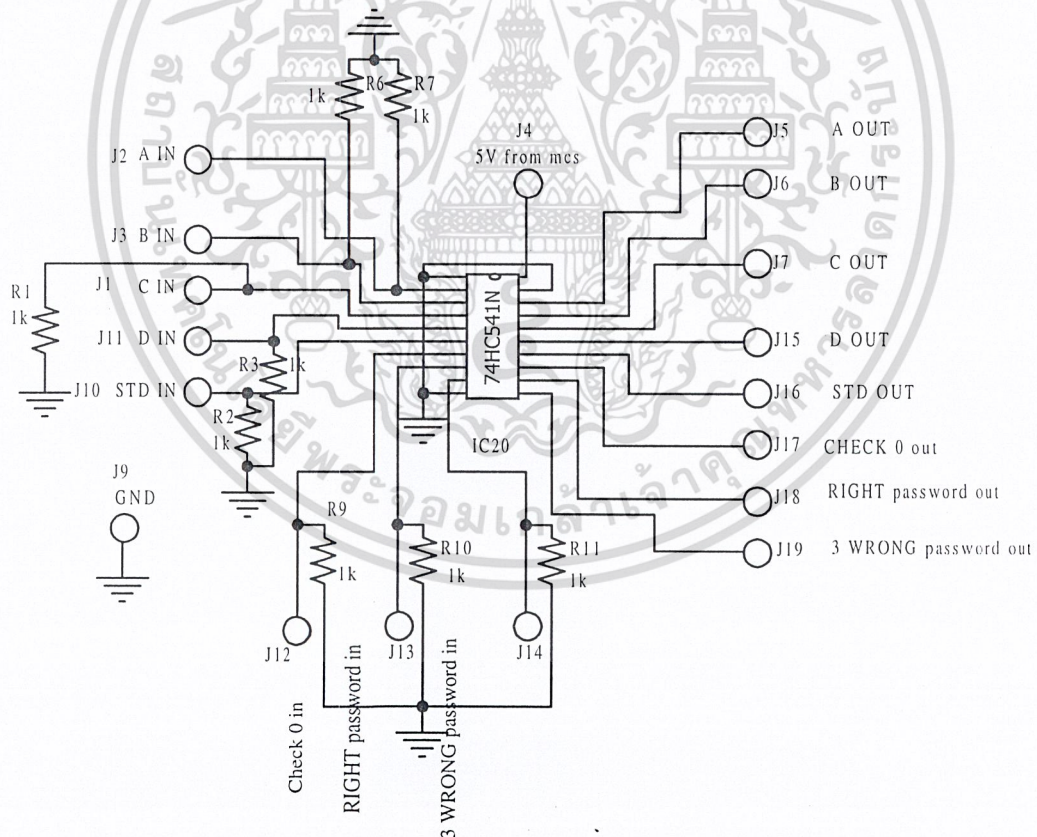 R6
R7
1k
1k
J4
5V from mcs
J2 A IN
J3 B IN
J1 C IN
R1
1k
J11 D IN
R3 1k
J10 STD IN
R2
1k
J9
GND
74HC541N
IC20
J5 A OUT
J6 B OUT
J7 C OUT
J15 D OUT
J16 STD OUT
J17 CHECK 0 out
J18 RIGHT password out
J19 3 WRONG password out
R9
1k
R10
1k
R11
1k
J12
J13
J14
Check 0 in
RIGHT password in
3 WRONG password in